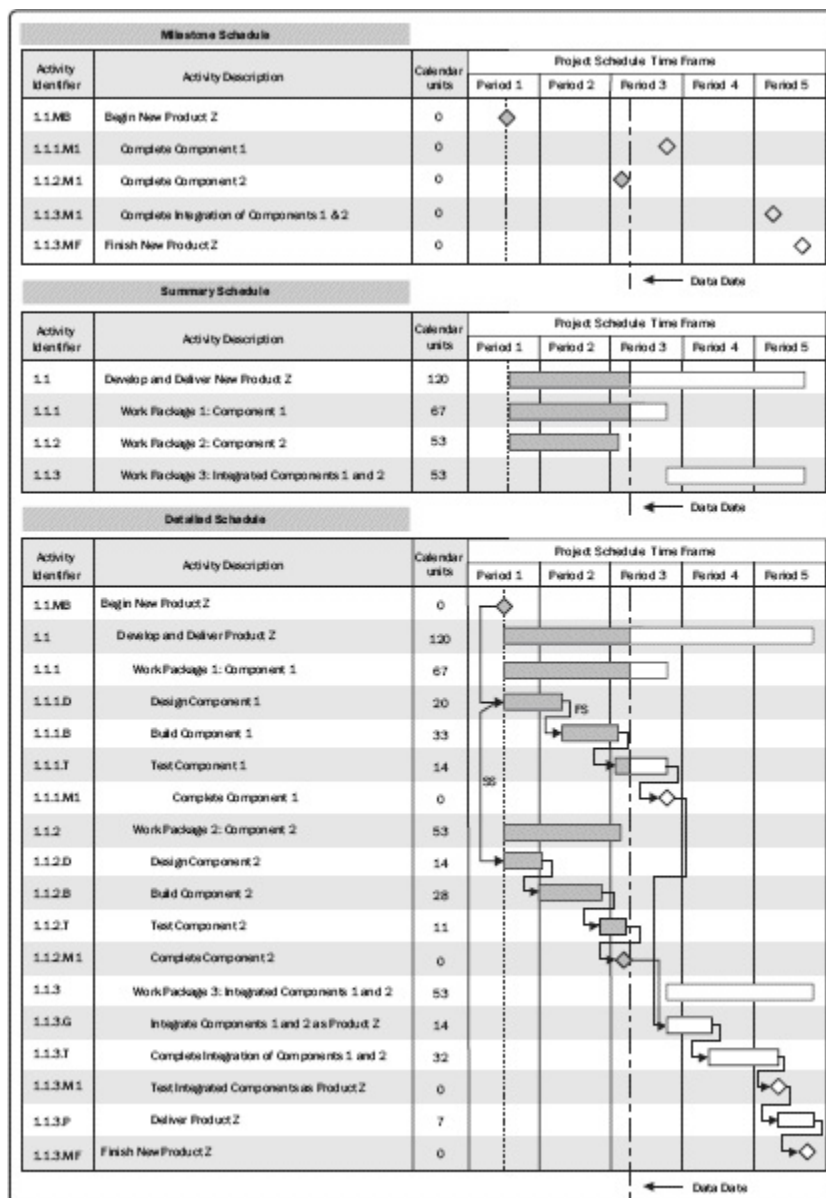 Milestone Schedule
Activity Identifier Activity Description Calendar units Project Schedule Time Frame
Period 1 Period 2 Period 3 Period 4 Period 5
1.1.MB Begin New Product Z 0
1.1.1.M1 Complete Component 1 0
1.1.2.M1 Complete Component 2 0
1.1.3.M1 Complete Integration of Components 1 & 2 0
1.1.3.MF Finish New Product Z 0
Data Date
Summary Schedule
Activity Identifier Activity Description Calendar units Project Schedule Time Frame
Period 1 Period 2 Period 3 Period 4 Period 5
1.1 Develop and Deliver New Product Z 120
1.1.1 Work Package 1: Component 1 67
1.1.2 Work Package 2: Component 2 53
1.1.3 Work Package 3: Integrated Components 1 and 2 53
Data Date
Detailed Schedule
Activity Identifier Activity Description Calendar units Project Schedule Time Frame
Period 1 Period 2 Period 3 Period 4 Period 5
1.1.MB Begin New Product Z 0
1.1 Develop and Deliver Product Z 120
1.1.1 Work Package 1: Component 1 67
1.1.1.D Design Component 1 20 FS
1.1.1.B Build Component 1 33
1.1.1.T Test Component 1 14 SS
1.1.1.M1 Complete Component 1 0
1.1.2 Work Package 2: Component 2 53
1.1.2.D Design Component 2 14
1.1.2.B Build Component 2 28
1.1.2.T Test Component 2 11
1.1.2.M1 Complete Component 2 0
1.1.3 Work Package 3: Integrated Components 1 and 2 53
1.1.3.G Integrate Components 1 and 2 as Product Z 14
1.1.3.T Complete Integration of Components 1 and 2 32
1.1.3.M1 Test Integrated Components as Product Z 0
1.1.3.P Deliver Product Z 7
1.1.3.MF Finish New Product Z 0
Data Date